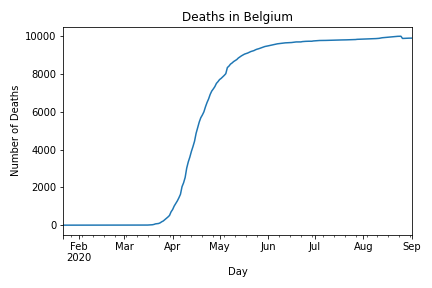 Deaths in Belgium
10000
8000
6000
4000
2000
0
Number of Deaths
Feb Mar Apr May Jun Jul Aug Sep
2020
Day